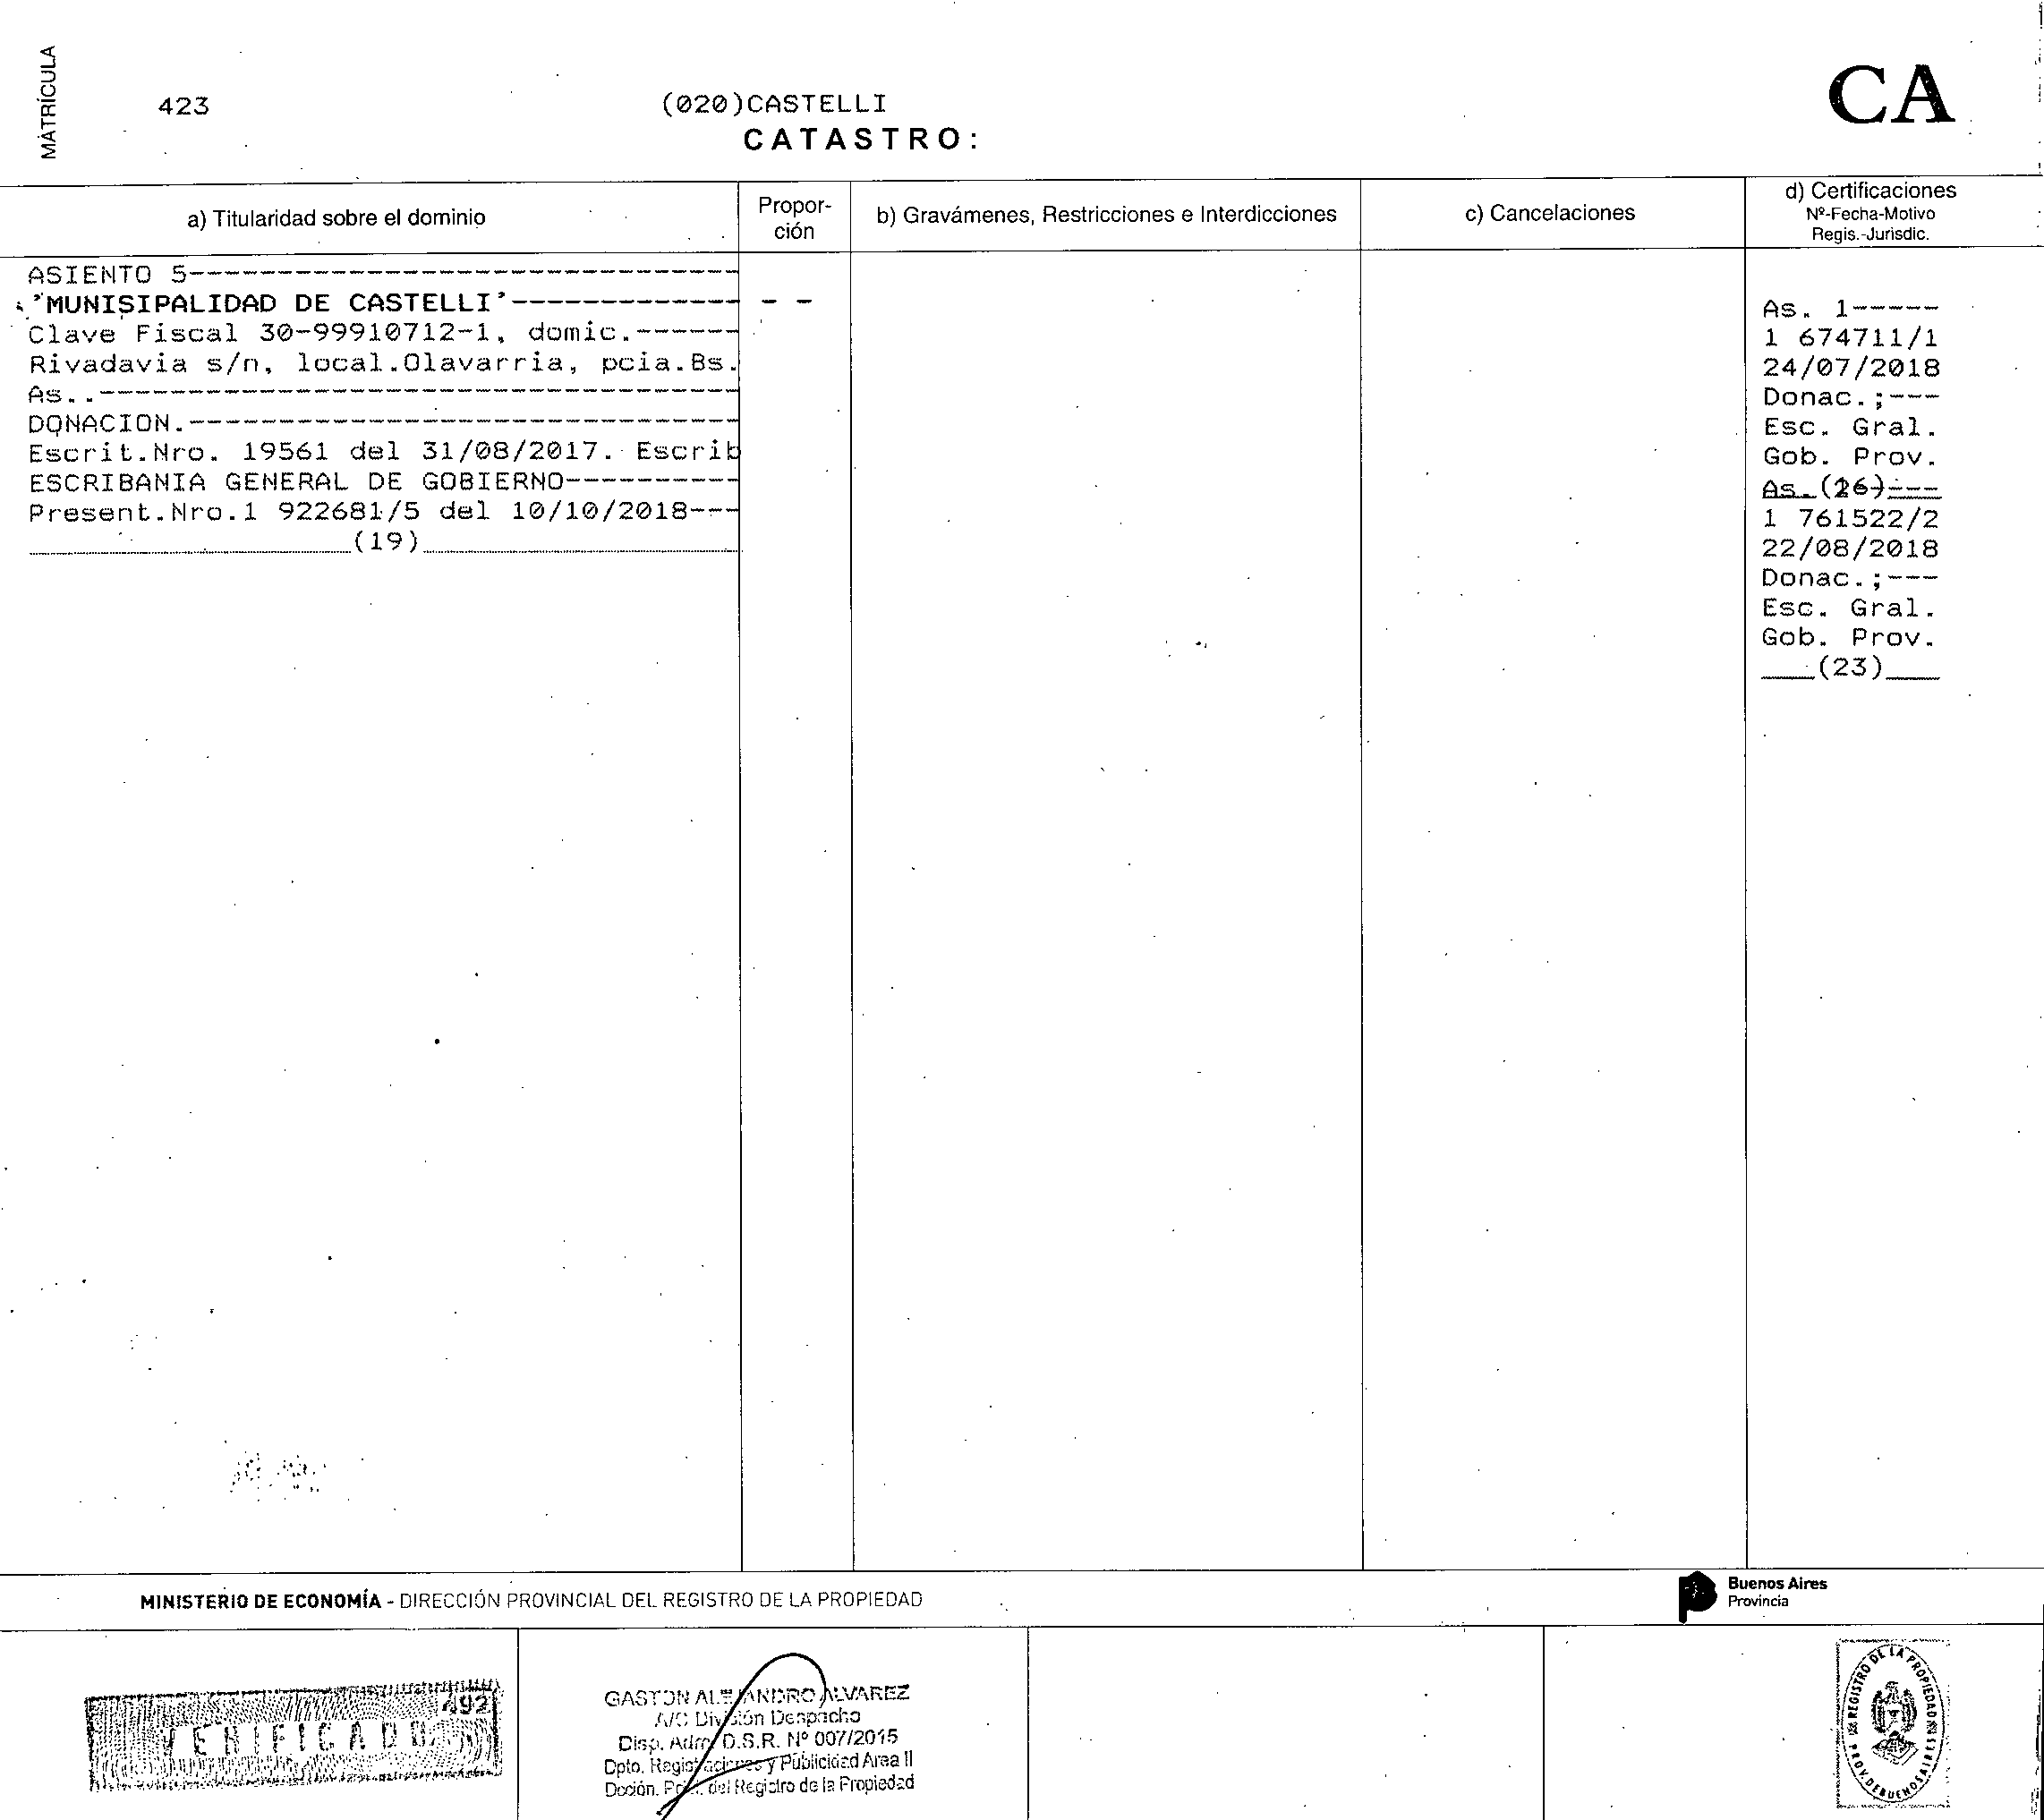 MATRÍCULA
423
(020)CASTELLI
CA
CATASTRO:
a) Titularidad sobre el dominio
Propor-
ción
b) Gravámenes, Restricciones e Interdicciones
c) Cancelaciones
d) Certificaciones
Nº-Fecha-Motivo
Regis.-Jurisdic.
ASIENTO 5-------------------------------
"MUNISIPALIDAD DE CASTELLI'------------- - -
Clave Fiscal 30-99910712-1, domic.------
Rivadavia s/n, local.Olavarria, pcia.Bs.
As..------------------------------------
DONACION.-------------------------------
Escrit.Nro. 19561 del 31/08/2017. Escrib
ESCRIBANIA GENERAL DE GOBIERNO----------
Present.Nro.1 922681/5 del 10/10/2018---
(19)
As. 1-----
1 674711/1
24/07/2018
Donac.;---
Esc. Gral.
Gob. Prov.
As.(26)---
1 761522/2
22/08/2018
Donac.;---
Esc. Gral.
Gob. Prov.
(23)
MINISTERIO DE ECONOMÍA - DIRECCIÓN PROVINCIAL DEL REGISTRO DE LA PROPIEDAD
Buenos Aires
Provincia
492
VERIFICADO
GASTON ALEJANDRO ALVAREZ
A/C División Despacho
Disp. Adm. D.S.R. Nº 007/2015
Dpto. Registraciones y Publicidad Area II
Dcción. Prov. del Registro de la Propiedad
REGISTRO DE LA PROPIEDAD
PROV. DE BUENOS AIRES